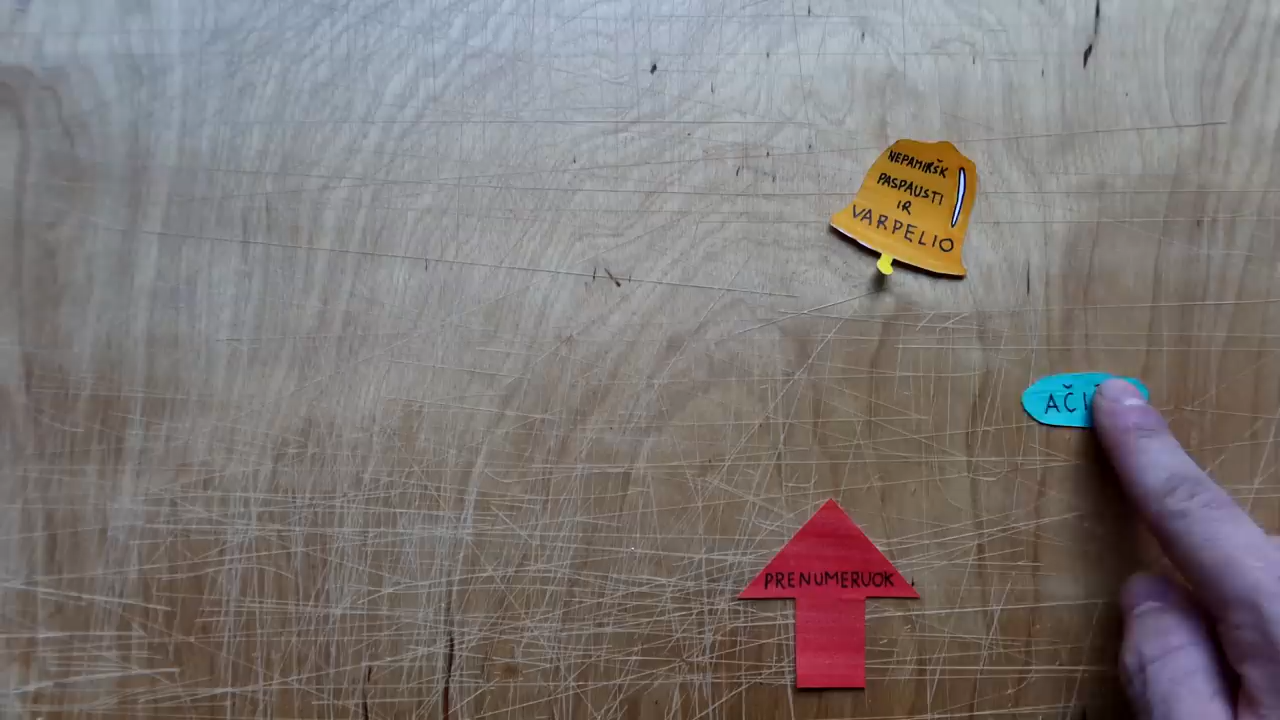 NEPAMIRŠK
PASPAUSTI
IR
VARPELIO
PRENUMERUOK